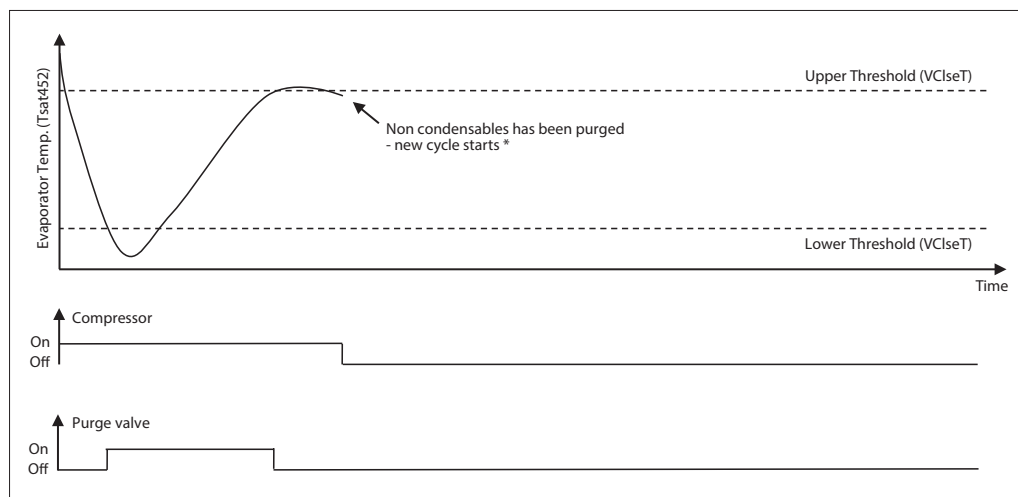 Evaporator Temp. (Tsat452)
Upper Threshold (VClseT)
Non condensables has been purged
- new cycle starts *
Lower Threshold (VClseT)
Time
Compressor
On
Off
Purge valve
On
Off